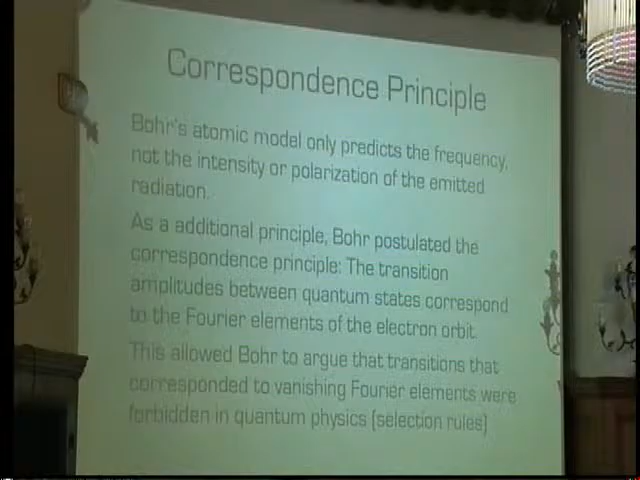 Correspondence Principle
Bohr's atomic model only predicts the frequency,
not the intensity or polarization of the emitted
radiation.
As a additional principle, Bohr postulated the
correspondence principle: The transition
amplitudes between quantum states correspond
to the Fourier elements of the electron orbit.
This allowed Bohr to argue that transitions that
corresponded to vanishing Fourier elements were
forbidden in quantum physics (selection rules)